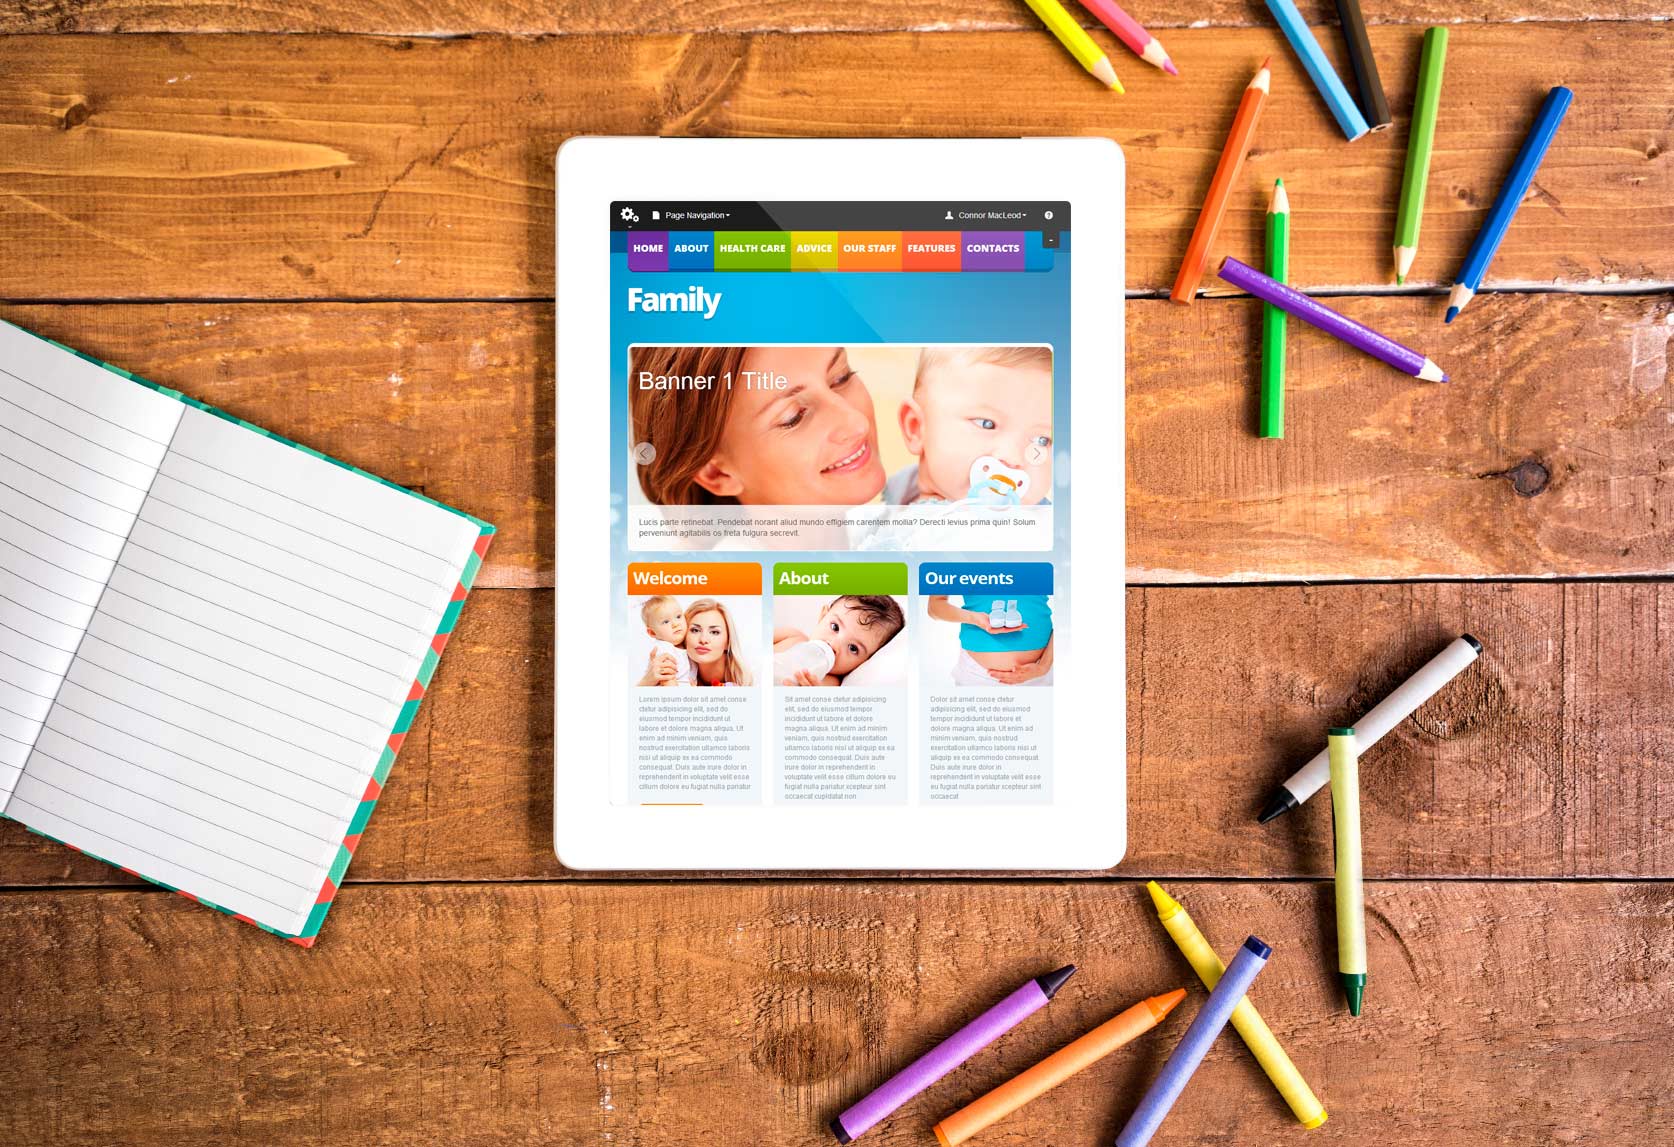 Page Navigation
Connor MacLeod
HOME ABOUT HEALTH CARE ADVICE OUR STAFF FEATURES CONTACTS
Family
Banner 1 Title
Lucis parte retinebat. Pendebat norant aliud mundo effigiem carentem mollia? Derecti levius prima quin! Solum
perveniunt agitabilis os freta fulgura secrevit.
Welcome
Lorem ipsum dolor sit amet conse
ctetur adipisicing elit, sed do
eiusmod tempor incididunt ut
labore et dolore magna aliqua. Ut
enim ad minim veniam, quis
nostrud exercitation ullamco laboris
nisi ut aliquip ex ea commodo
consequat. Duis aute irure dolor in
reprehenderit in voluptate velit esse
cillum dolore eu fugiat nulla pariatur
About
Sit amet conse ctetur adipisicing
elit, sed do eiusmod tempor
incididunt ut labore et dolore
magna aliqua. Ut enim ad minim
veniam, quis nostrud exercitation
ullamco laboris nisi ut aliquip ex ea
commodo consequat. Duis aute
irure dolor in reprehenderit in
voluptate velit esse cillum dolore eu
fugiat nulla pariatur xcepteur sint
occaecat cupidatat non
Our events
Dolor sit amet conse ctetur
adipisicing elit, sed do eiusmod
tempor incididunt ut labore et
dolore magna aliqua. Ut enim ad
minim veniam, quis nostrud
exercitation ullamco laboris nisi ut
aliquip ex ea commodo consequat.
Duis aute irure dolor in
reprehenderit in voluptate velit esse
cillum dolore eu fugiat nulla
pariatur xcepteur sint
occaecat